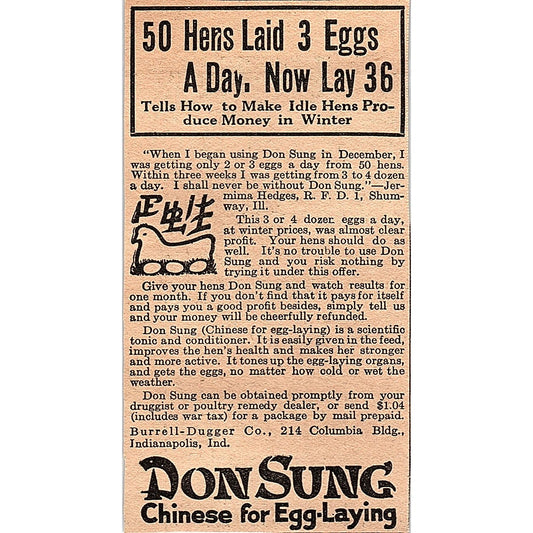 50 Hens Laid 3 Eggs
A Day. Now Lay 36
Tells How to Make Idle Hens Pro-
duce Money in Winter
"When I began using Don Sung in December, I
was getting only 2 or 3 eggs a day from 50 hens.
Within three weeks I was getting from 3 to 4 dozen
a day. I shall never be without Don Sung."—Jer-
mima Hedges, R. F. D. 1, Shum-
way, Ill.
This 3 or 4 dozen eggs a day,
at winter prices, was almost clear
profit. Your hens should do as
well. It's no trouble to use Don
Sung and you risk nothing by
trying it under this offer.
Give your hens Don Sung and watch results for
one month. If you don't find that it pays for itself
and pays you a good profit besides, simply tell us
and your money will be cheerfully refunded.
Don Sung (Chinese for egg-laying) is a scientific
tonic and conditioner. It is easily given in the feed,
improves the hen's health and makes her stronger
and more active. It tones up the egg-laying organs,
and gets the eggs, no matter how cold or wet the
weather.
Don Sung can be obtained promptly from your
druggist or poultry remedy dealer, or send $1.04
(includes war tax) for a package by mail prepaid.
Burrell-Dugger Co., 214 Columbia Bldg.,
Indianapolis, Ind.
DON SUNG
Chinese for Egg-Laying